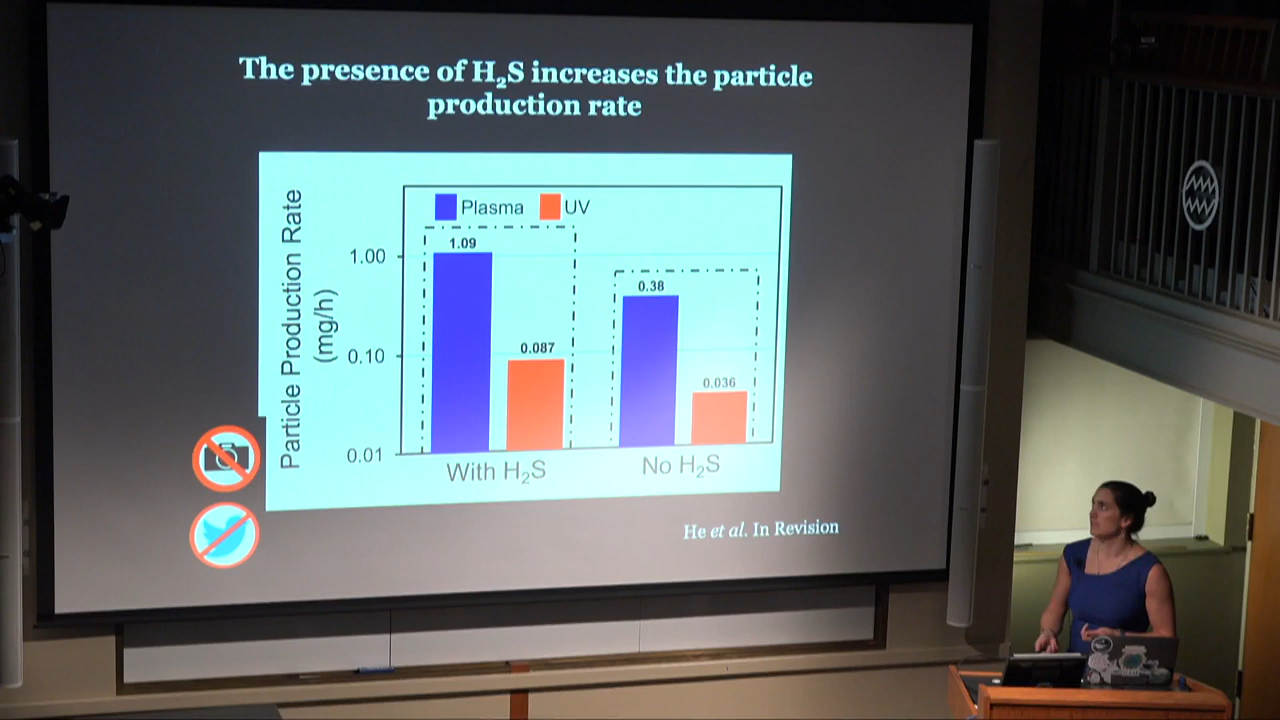 The presence of H₂S increases the particle
production rate
Plasma UV
Particle Production Rate
(mg/h)
1.00
0.10
0.01
1.09
0.087
0.38
0.036
With H₂S No H₂S
He et al. In Revision